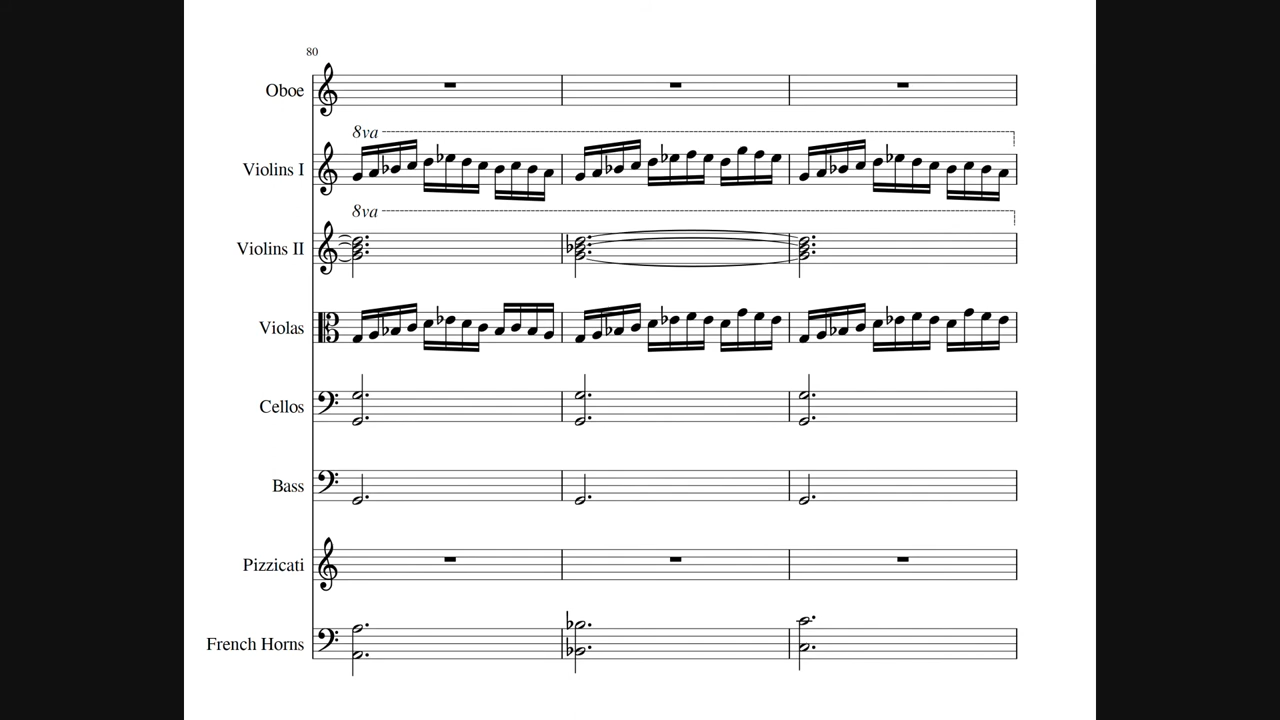 80
Oboe
8va
Violins I
8va
Violins II
Violas
Cellos
Bass
Pizzicati
French Horns